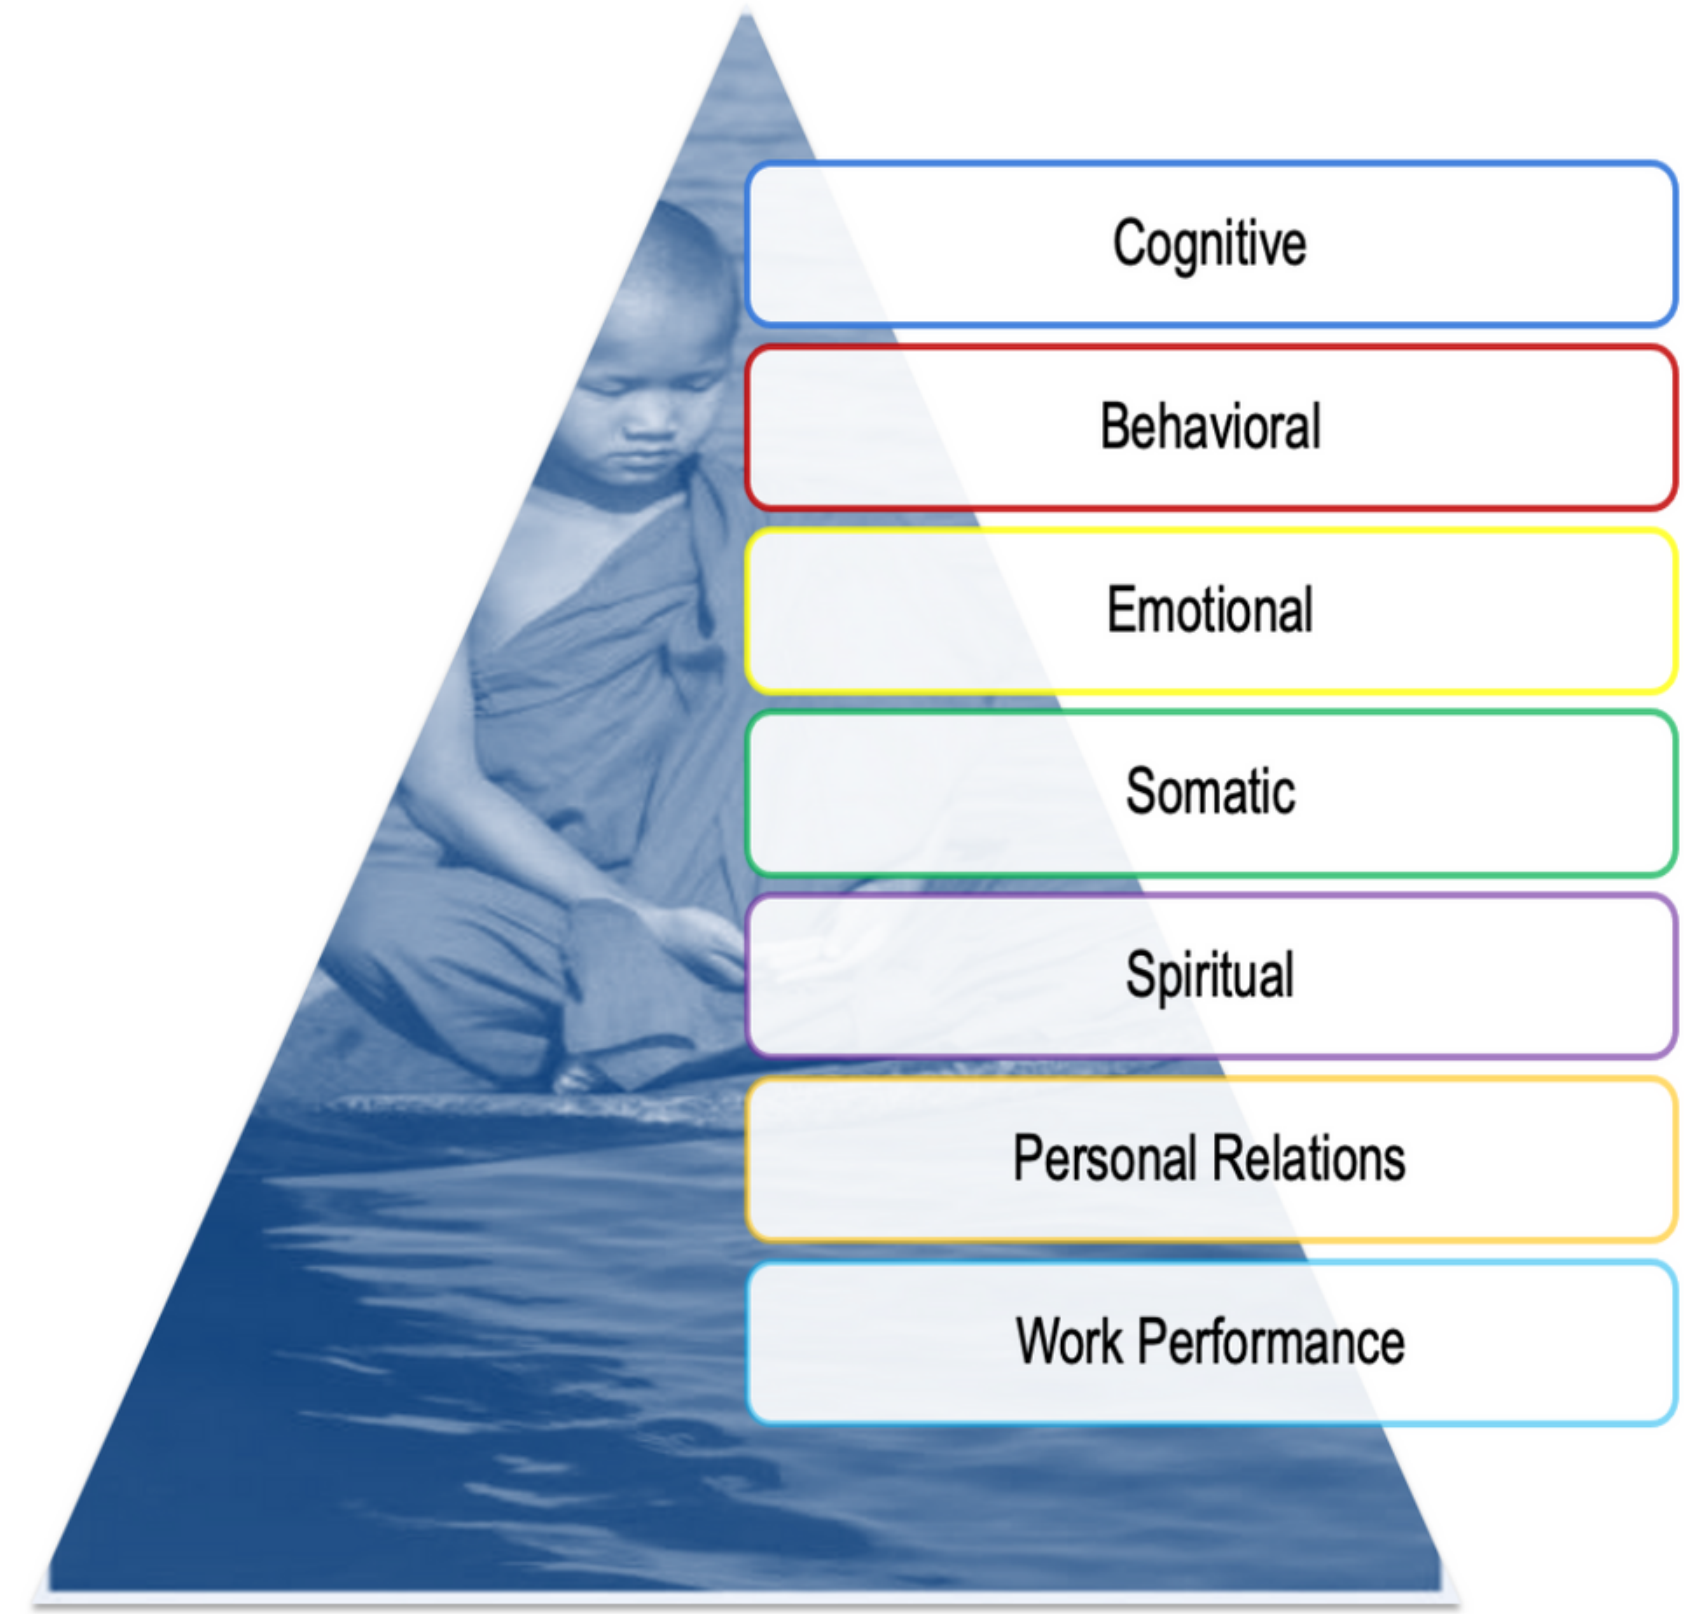 Cognitive
Behavioral
Emotional
Somatic
Spiritual
Personal Relations
Work Performance